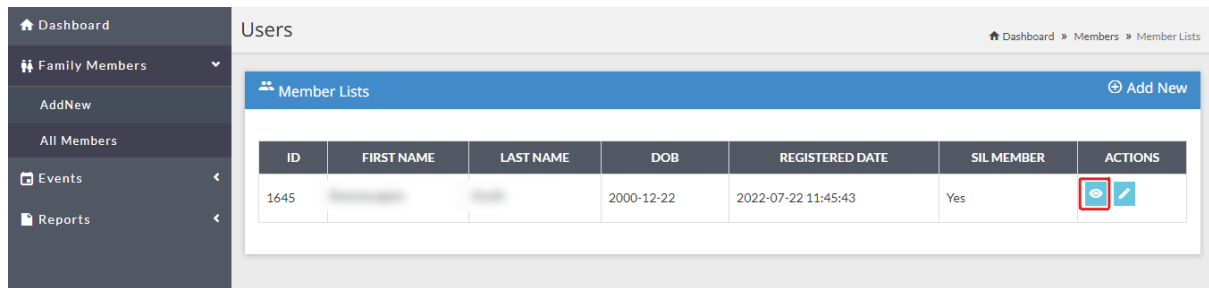 Dashboard
Family Members
AddNew
All Members
Events
Reports
Users
Dashboard » Members » Member Lists
Member Lists
Add New
ID FIRST NAME LAST NAME DOB REGISTERED DATE SIL MEMBER ACTIONS
1645 2000-12-22 2022-07-22 11:45:43 Yes